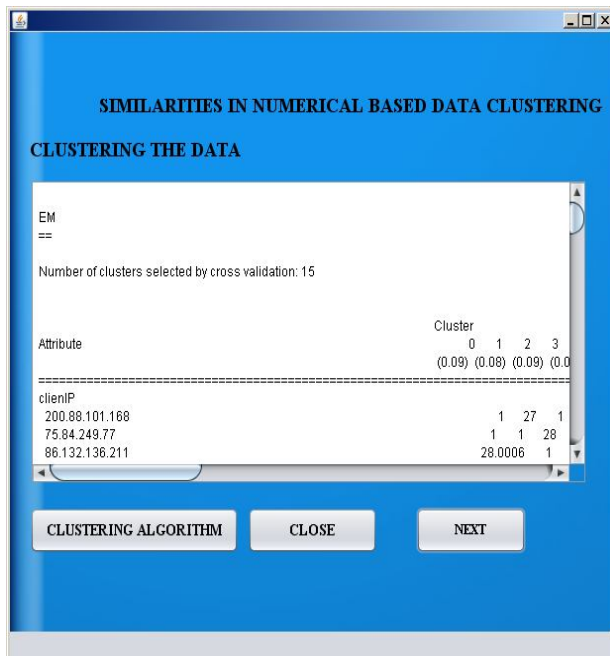 SIMILARITIES IN NUMERICAL BASED DATA CLUSTERING
CLUSTERING THE DATA
EM
==
Number of clusters selected by cross validation: 15
Cluster
Attribute 0 1 2 3
(0.09) (0.08) (0.09) (0.0
==========================================================================
clienIP
200.88.101.168 1 27 1
75.84.249.77 1 1 28
86.132.136.211 28.0006 1
CLUSTERING ALGORITHM CLOSE NEXT